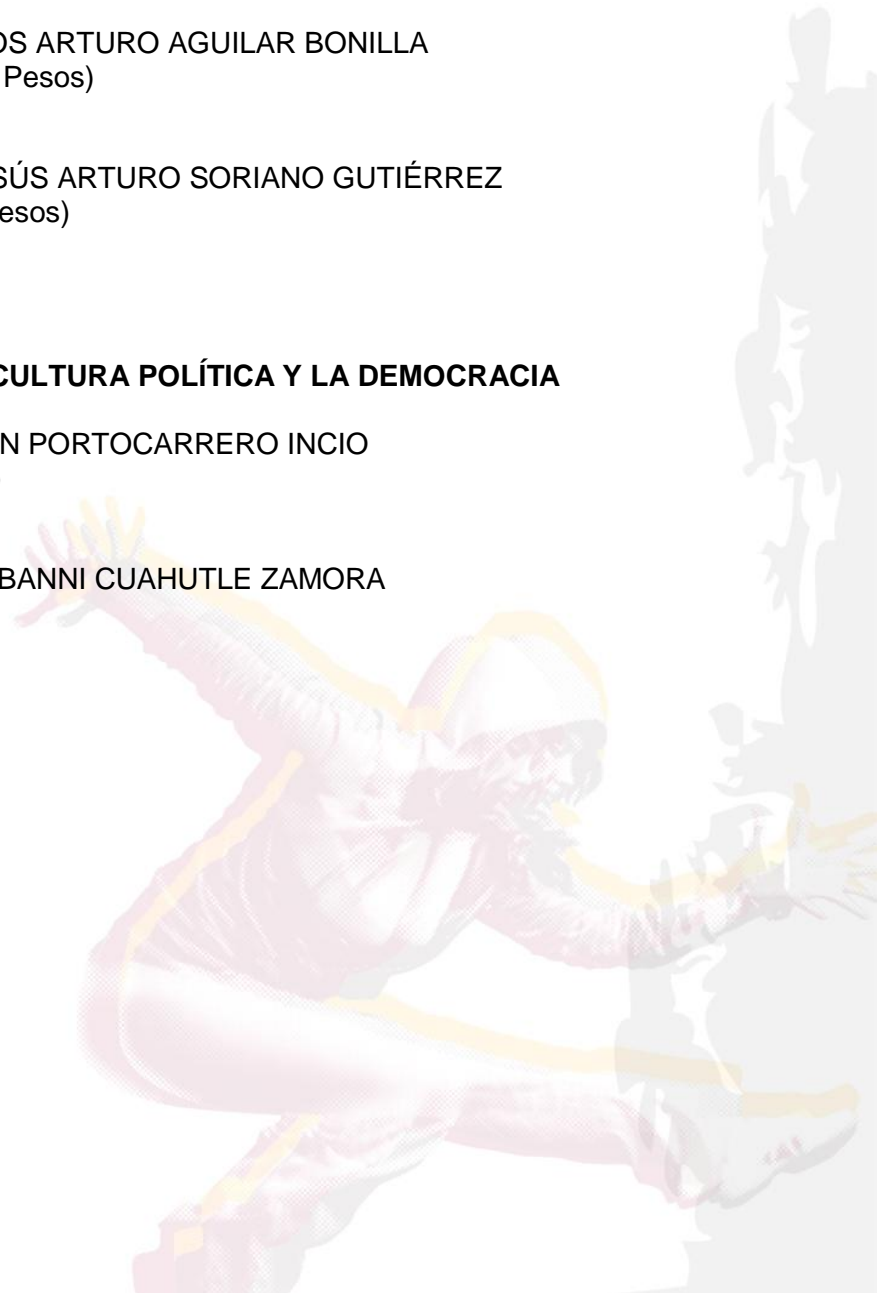 OS ARTURO AGUILAR BONILLA
Pesos)
SÚS ARTURO SORIANO GUTIÉRREZ
esos)
CULTURA POLÍTICA Y LA DEMOCRACIA
N PORTOCARRERO INCIO
BANNI CUAHUTLE ZAMORA